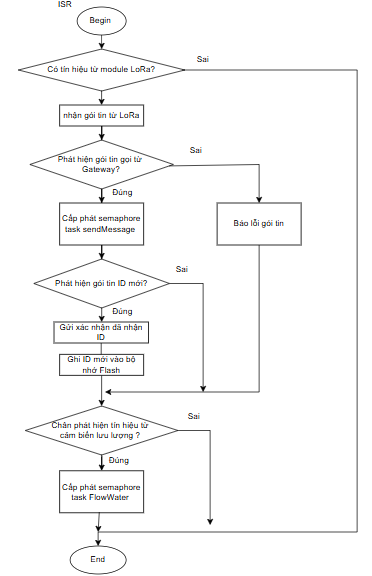 ISR
Begin
Có tín hiệu từ module LoRa?
Sai
nhận gói tin từ LoRa
Phát hiện gói tin gọi từ
Gateway?
Sai
Đúng
Cấp phát semaphore
task sendMessage
Báo lỗi gói tin
Phát hiện gói tin ID mới?
Sai
Đúng
Gửi xác nhận đã nhận
ID
Ghi ID mới vào bộ
nhớ Flash
Chân phát hiện tín hiệu từ
cảm biến lưu lượng ?
Sai
Đúng
Cấp phát semaphore
task FlowWater
End